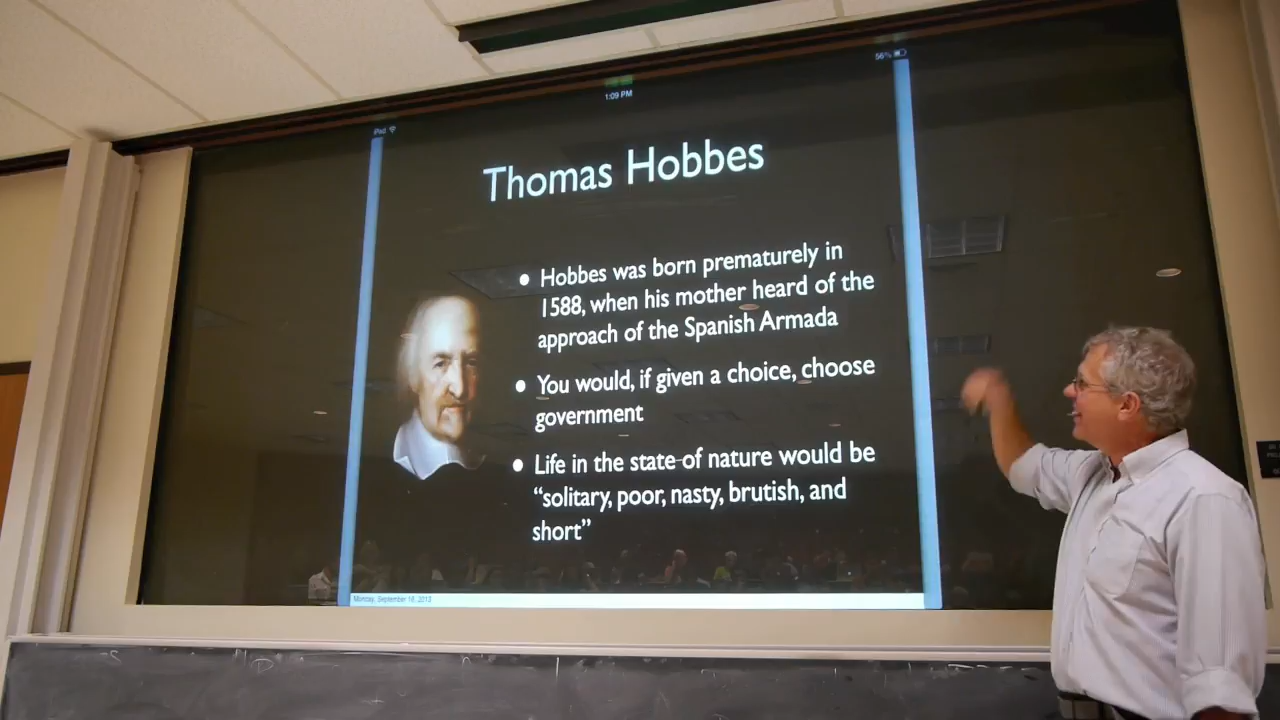 56%
1:09 PM
iPad
Thomas Hobbes
• Hobbes was born prematurely in
1588, when his mother heard of the
approach of the Spanish Armada
• You would, if given a choice, choose
government
• Life in the state of nature would be
“solitary, poor, nasty, brutish, and
short”
Monday, September 16, 2013